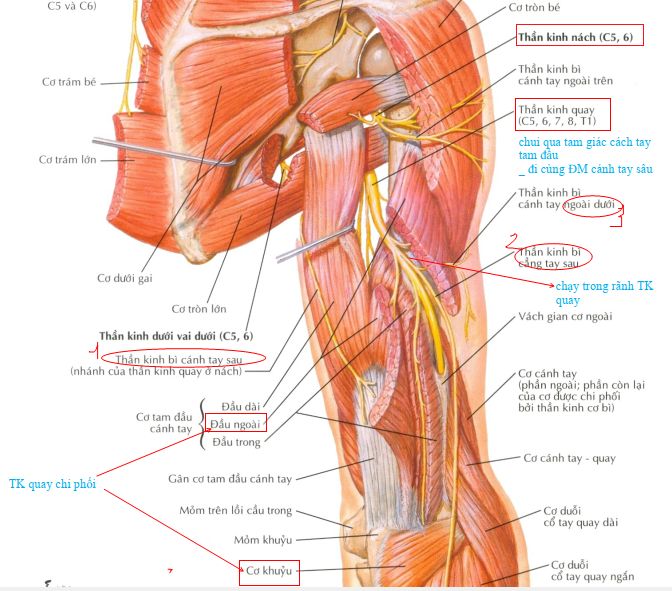 C5 và C6)
Cơ tròn bé
Thần kinh nách (C5, 6)
Cơ trám bé
Thần kinh bì
cánh tay ngoài trên
Thần kinh quay
(C5, 6, 7, 8, T1)
chui qua tam giác cách tay
tam đầu
_ đi cùng ĐM cánh tay sâu
Cơ trám lớn
Thần kinh bì
cánh tay ngoài dưới
3
2
Thần kinh bì
cẳng tay sau
chạy trong rãnh TK
quay
Cơ dưới gai
Cơ tròn lớn
Vách gian cơ ngoài
Thần kinh dưới vai dưới (C5, 6)
1
Thần kinh bì cánh tay sau
(nhánh của thần kinh quay ở nách)
Cơ cánh tay
(phần ngoài; phần còn lại
của cơ được chi phối
bởi thần kinh cơ bì)
Cơ tam đầu
cánh tay
Đầu dài
Đầu ngoài
Đầu trong
Cơ cánh tay - quay
TK quay chi phối
Gân cơ tam đầu cánh tay
Mỏm trên lồi cầu trong
Cơ duỗi
cổ tay quay dài
Mỏm khuỷu
Cơ khuỷu
Cơ duỗi
cổ tay quay ngắn